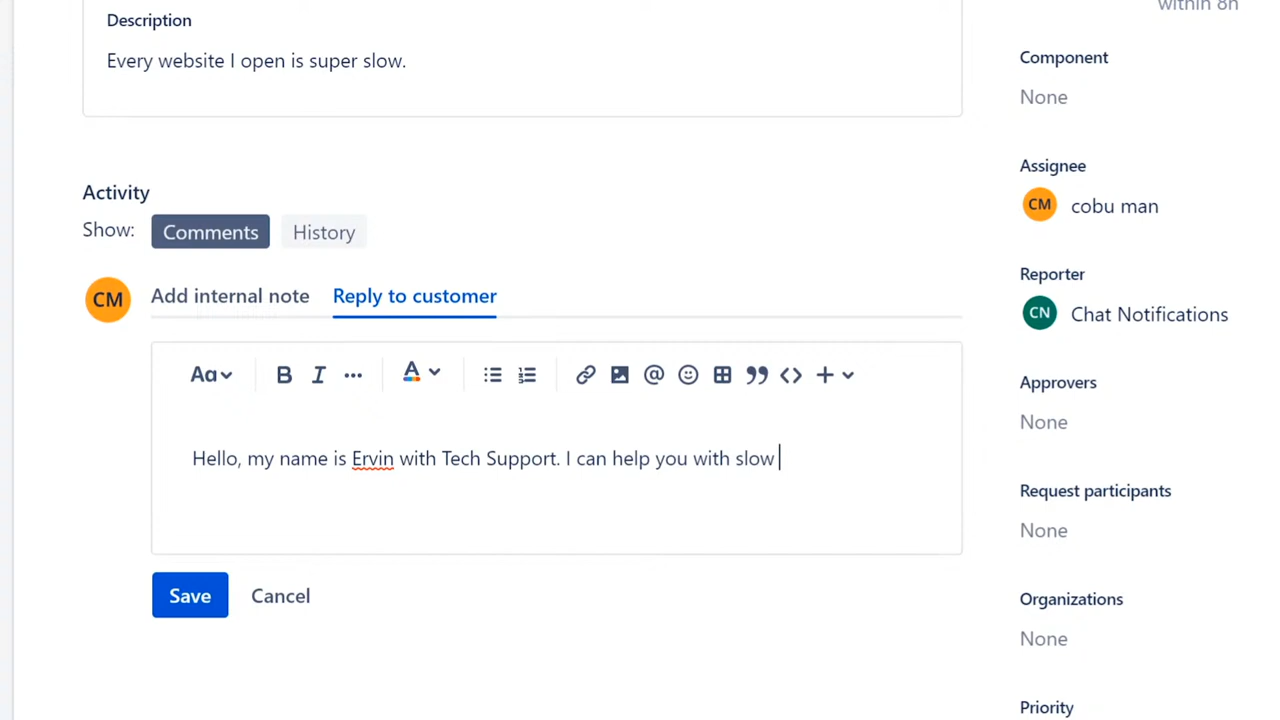 within 8h
Description
Every website I open is super slow.
Component
None
Activity
Assignee
CM cobu man
Show: Comments History
Reporter
CM Add internal note Reply to customer
CN Chat Notifications
Aa B I ... A @
Approvers
None
Hello, my name is Ervin with Tech Support. I can help you with slow
Request participants
None
Save Cancel
Organizations
None
Priority